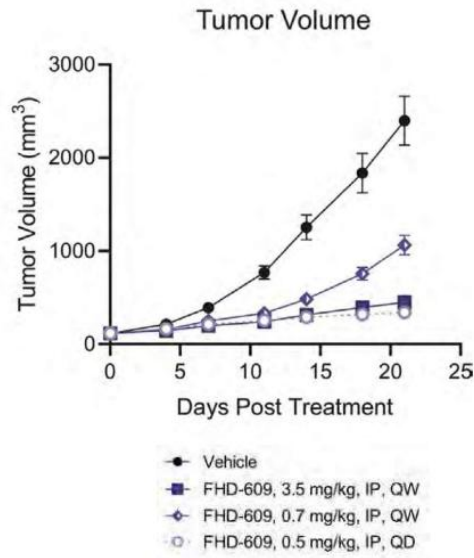 Tumor Volume
Tumor Volume (mm³)
3000
2000
1000
0
0 5 10 15 20 25
Days Post Treatment
Vehicle
FHD-609, 3.5 mg/kg, IP, QW
FHD-609, 0.7 mg/kg, IP, QW
FHD-609, 0.5 mg/kg, IP, QD